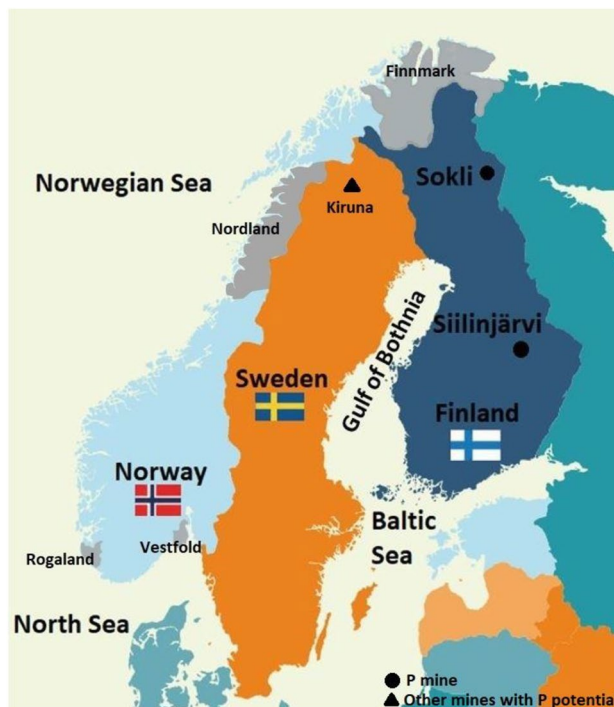 Finnmark
Sokli
Norwegian Sea
Kiruna
Nordland
Gulf of Bothnia
Siilinjärvi
Sweden
Finland
Norway
Baltic
Sea
Vestfold
Rogaland
North Sea
P mine
Other mines with P potential